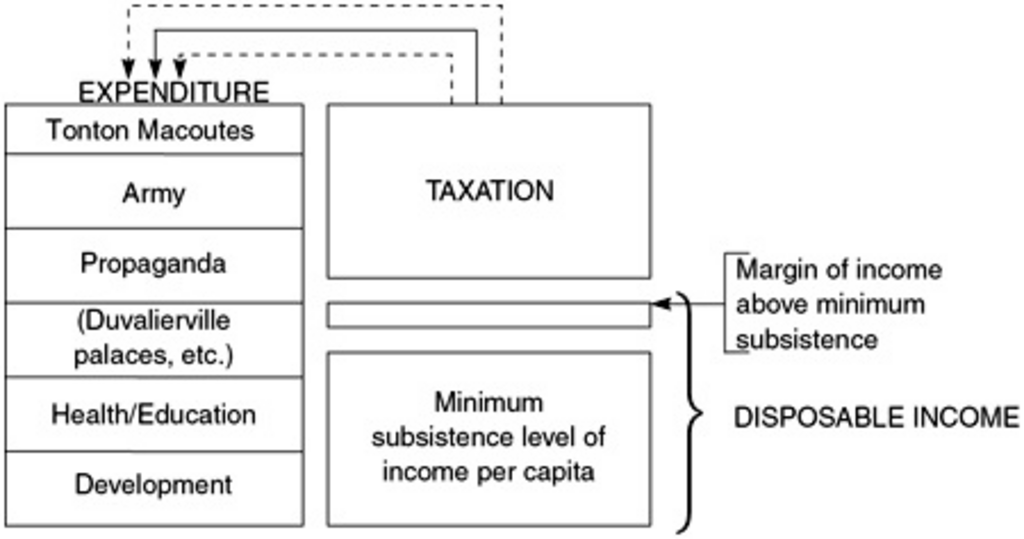 EXPENDITURE
Tonton Macoutes
Army
Propaganda
(Duvalierville
palaces, etc.)
Health/Education
Development
TAXATION
Minimum
subsistence level of
income per capita
Margin of income
above minimum
subsistence
DISPOSABLE INCOME